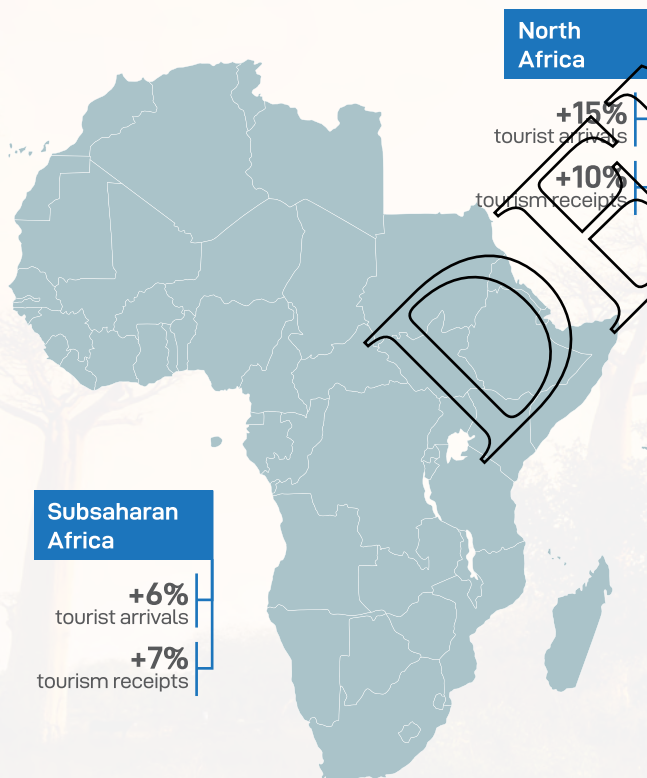 North
Africa
+15%
tourist arrivals
+10%
tourism receipts
Subsaharan
Africa
+6%
tourist arrivals
+7%
tourism receipts